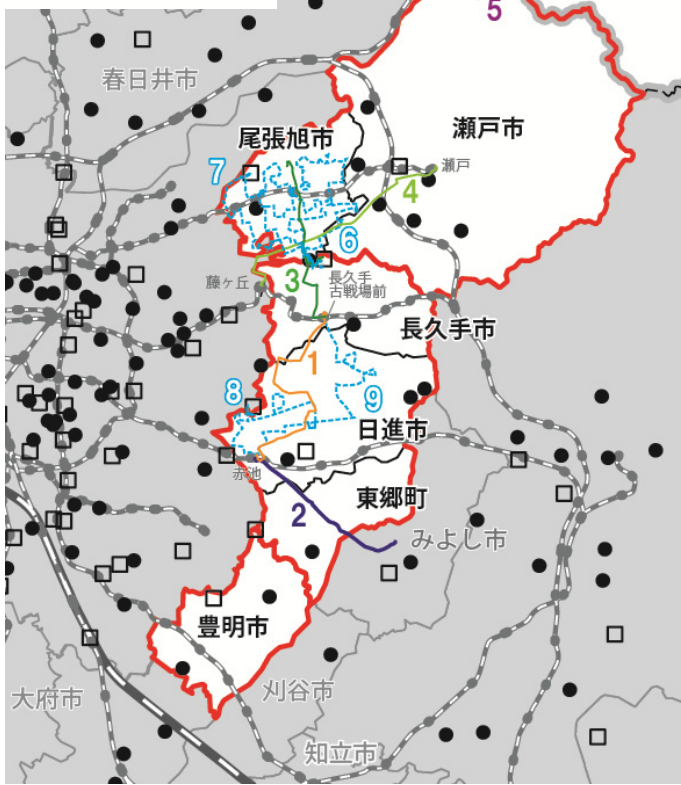 5
春日井市
尾張旭市
瀬戸市
7
瀬戸
4
6
藤ヶ丘
3
長久手
古戦場前
長久手市
1
8
9
日進市
赤池
2
東郷町
みよし市
豊明市
大府市
刈谷市
知立市